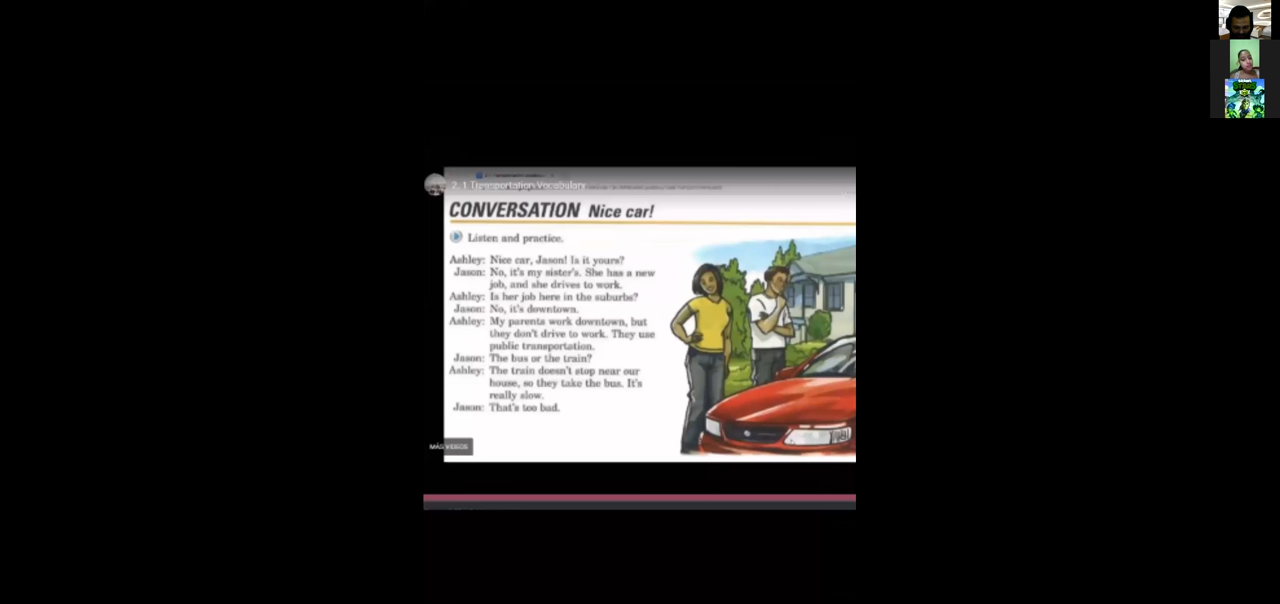 2. 1 Transportation Vocabulary
CONVERSATION Nice car!
Listen and practice.
Ashley: Nice car, Jason! Is it yours?
Jason: No, it's my sister's. She has a new
job, and she drives to work.
Ashley: Is her job here in the suburbs?
Jason: No, it's downtown.
Ashley: My parents work downtown, but
they don't drive to work. They use
public transportation.
Jason: The bus or the train?
Ashley: The train doesn't stop near our
house, so they take the bus. It's
really slow.
Jason: That's too bad.
MÁS VIDEOS